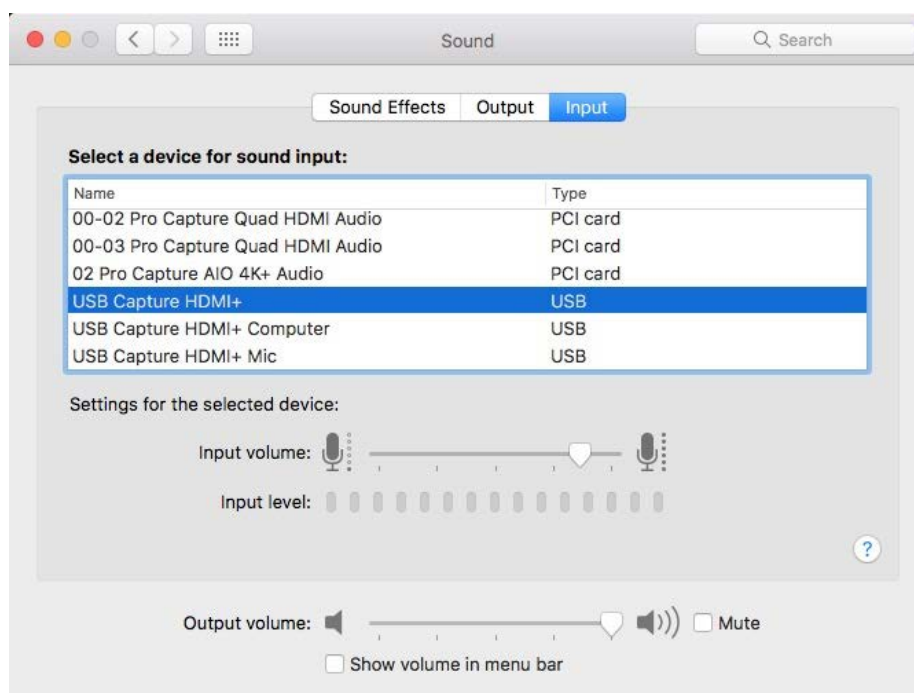 Sound
Search
Sound Effects Output Input
Select a device for sound input:
Name Type
00-02 Pro Capture Quad HDMI Audio PCI card
00-03 Pro Capture Quad HDMI Audio PCI card
02 Pro Capture AIO 4K+ Audio PCI card
USB Capture HDMI+ USB
USB Capture HDMI+ Computer USB
USB Capture HDMI+ Mic USB
Settings for the selected device:
Input volume:
Input level:
?
Output volume: Mute
Show volume in menu bar